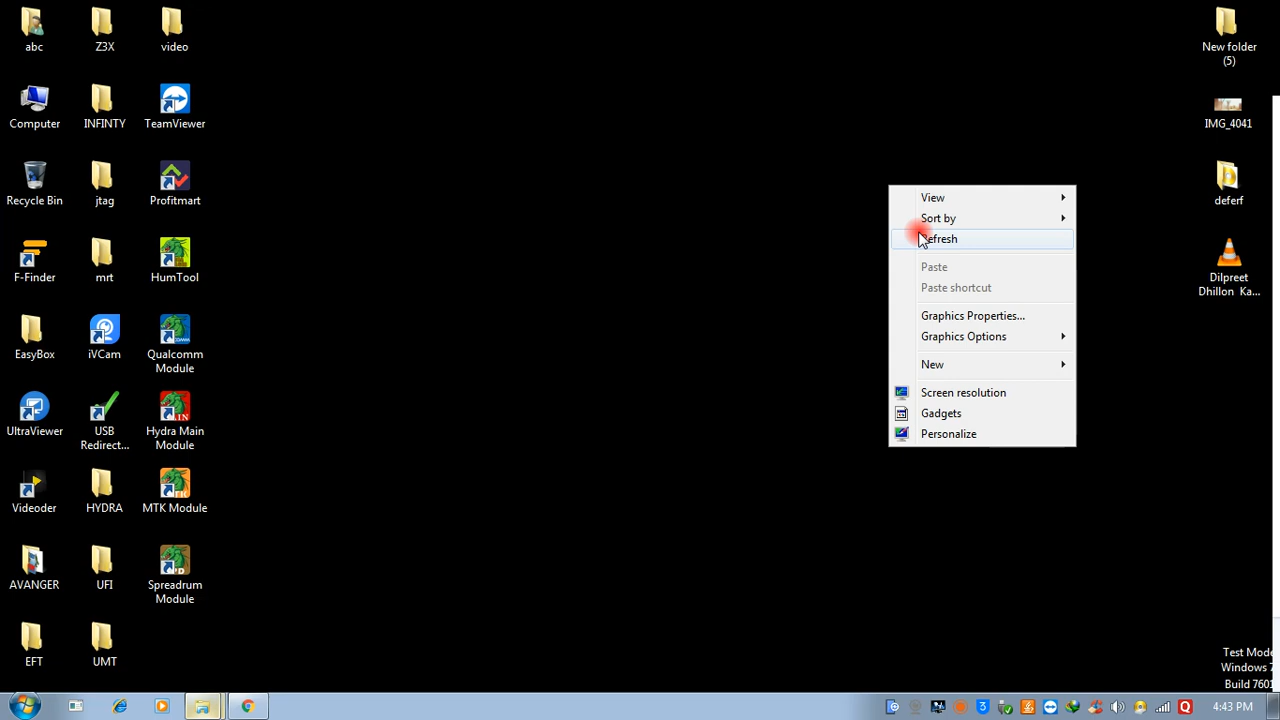 abc
Z3X
video
New folder
(5)
Computer
INFINTY
TeamViewer
IMG_4041
Recycle Bin
jtag
Profitmart
deferf
F-Finder
mrt
HumTool
Dilpreet
Dhillon Ka...
EasyBox
iVCam
Qualcomm
Module
UltraViewer
USB
Redirect...
Hydra Main
Module
Videoder
HYDRA
MTK Module
AVANGER
UFI
Spreadrum
Module
EFT
UMT
View
Sort by
efresh
Paste
Paste shortcut
Graphics Properties...
Graphics Options
New
Screen resolution
Gadgets
Personalize
Test Mode
Windows 7
Build 7601
4:43 PM